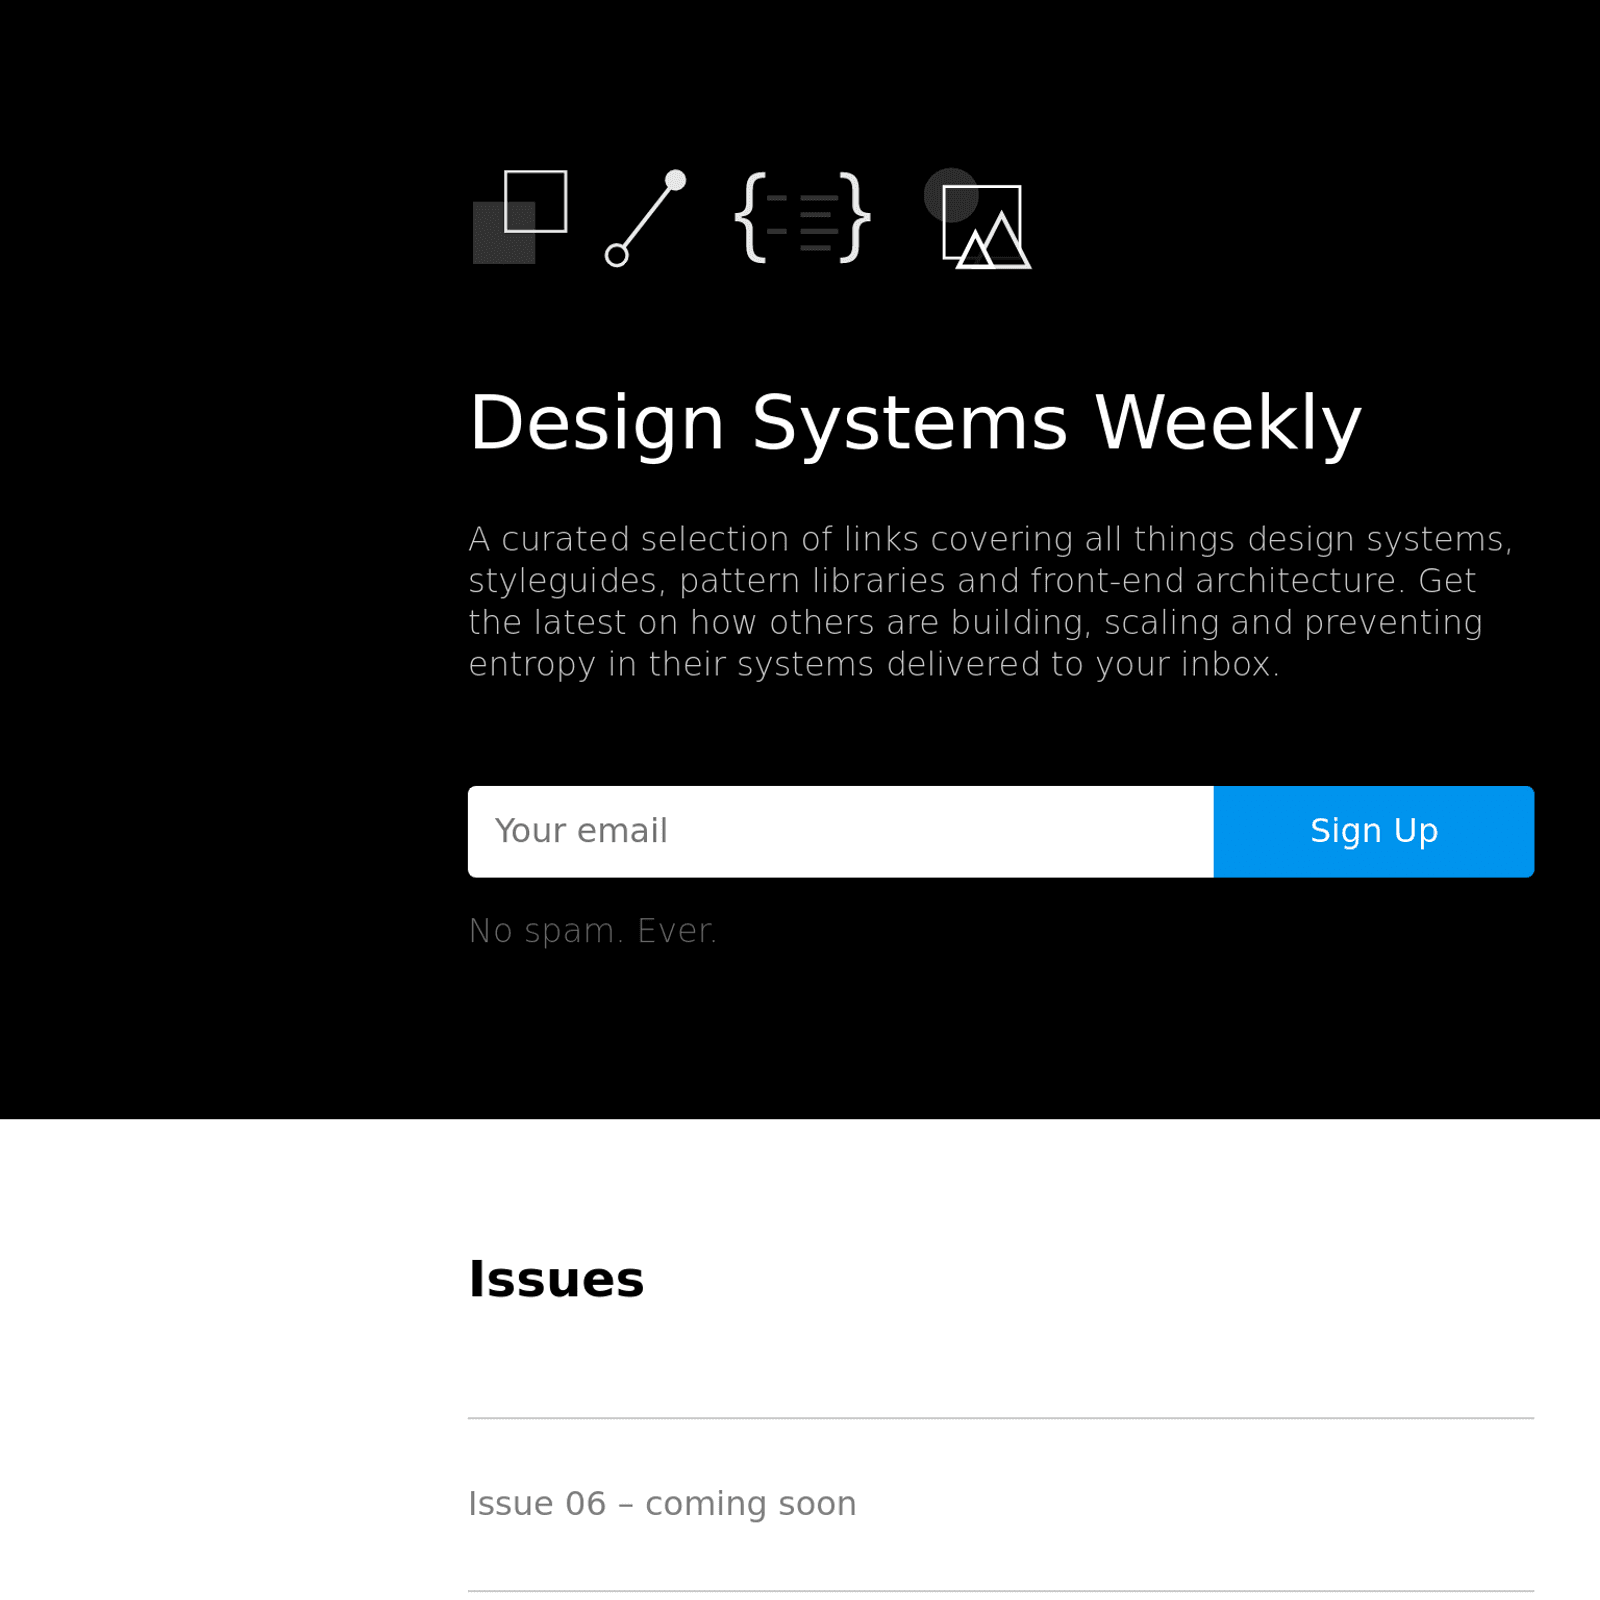 Design Systems Weekly
A curated selection of links covering all things design systems,
styleguides, pattern libraries and front-end architecture. Get
the latest on how others are building, scaling and preventing
entropy in their systems delivered to your inbox.
Your email
Sign Up
No spam. Ever.
Issues
Issue 06 – coming soon